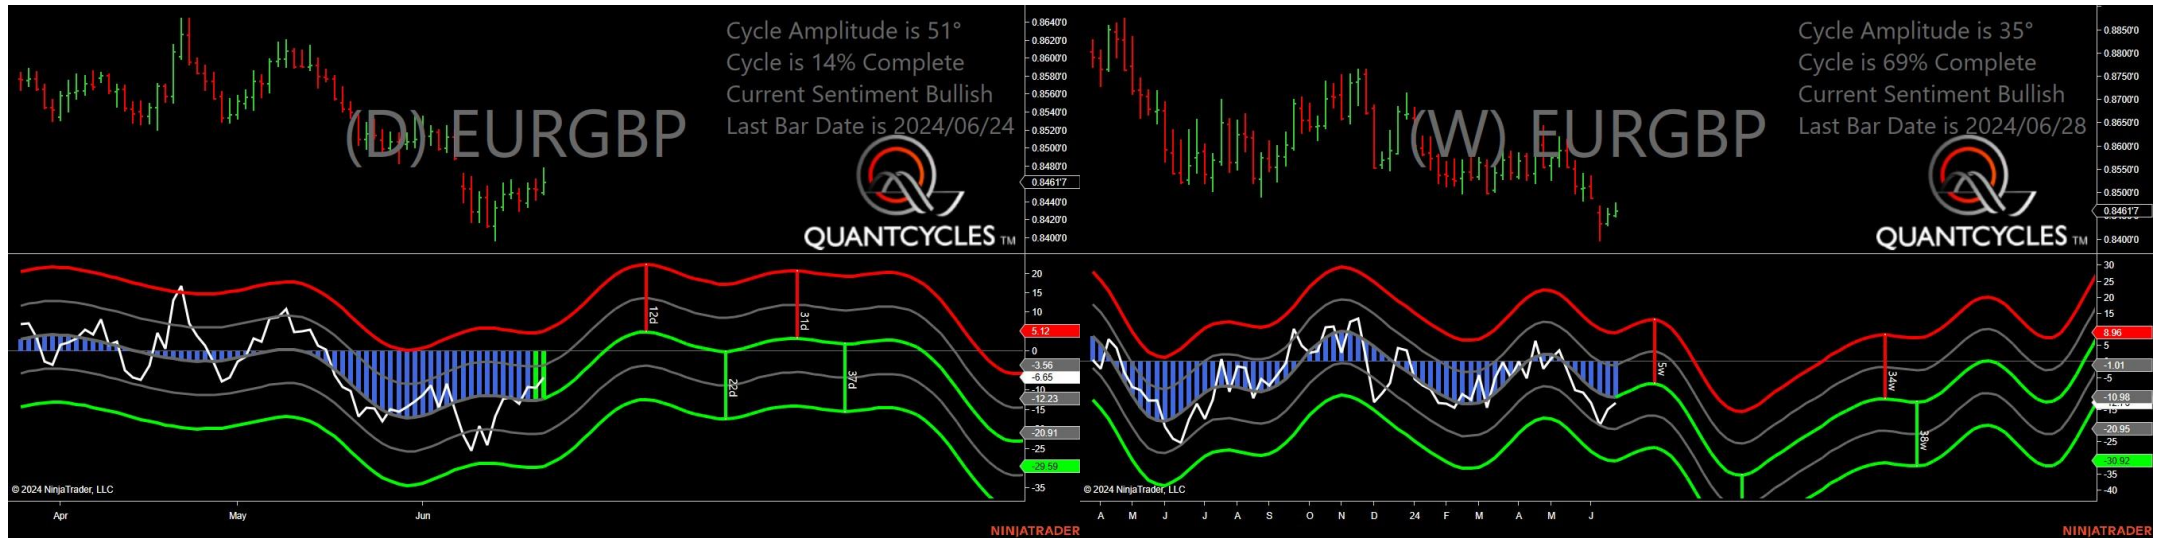 Cycle Amplitude is 51°
Cycle is 14% Complete
Current Sentiment Bullish
Last Bar Date is 2024/06/24
(D) EURGBP
QUANTCYCLES TM
0.8640'0
0.8620'0
0.8600'0
0.8580'0
0.8560'0
0.8540'0
0.8520'0
0.8500'0
0.8480'0
0.8461'7
0.8440'0
0.8420'0
0.8400'0
20
15
10
5.12
0
-3.56
-6.65
-10
-12.23
-15
-20.91
-25
-29.59
-35
12d
22d
31d
37d
© 2024 NinjaTrader, LLC
Apr May Jun
NINJATRADER
Cycle Amplitude is 35°
Cycle is 69% Complete
Current Sentiment Bullish
Last Bar Date is 2024/06/28
(W) EURGBP
QUANTCYCLES TM
0.8850'0
0.8800'0
0.8750'0
0.8700'0
0.8650'0
0.8600'0
0.8550'0
0.8500'0
0.8461'7
0.8400'0
30
25
20
15
8.96
5
-1.01
-5
-10.98
-15
-20.95
-25
-30.92
-35
-40
5w
34w
38w
© 2024 NinjaTrader, LLC
A M J J A S O N D 24 F M A M J
NINJATRADER